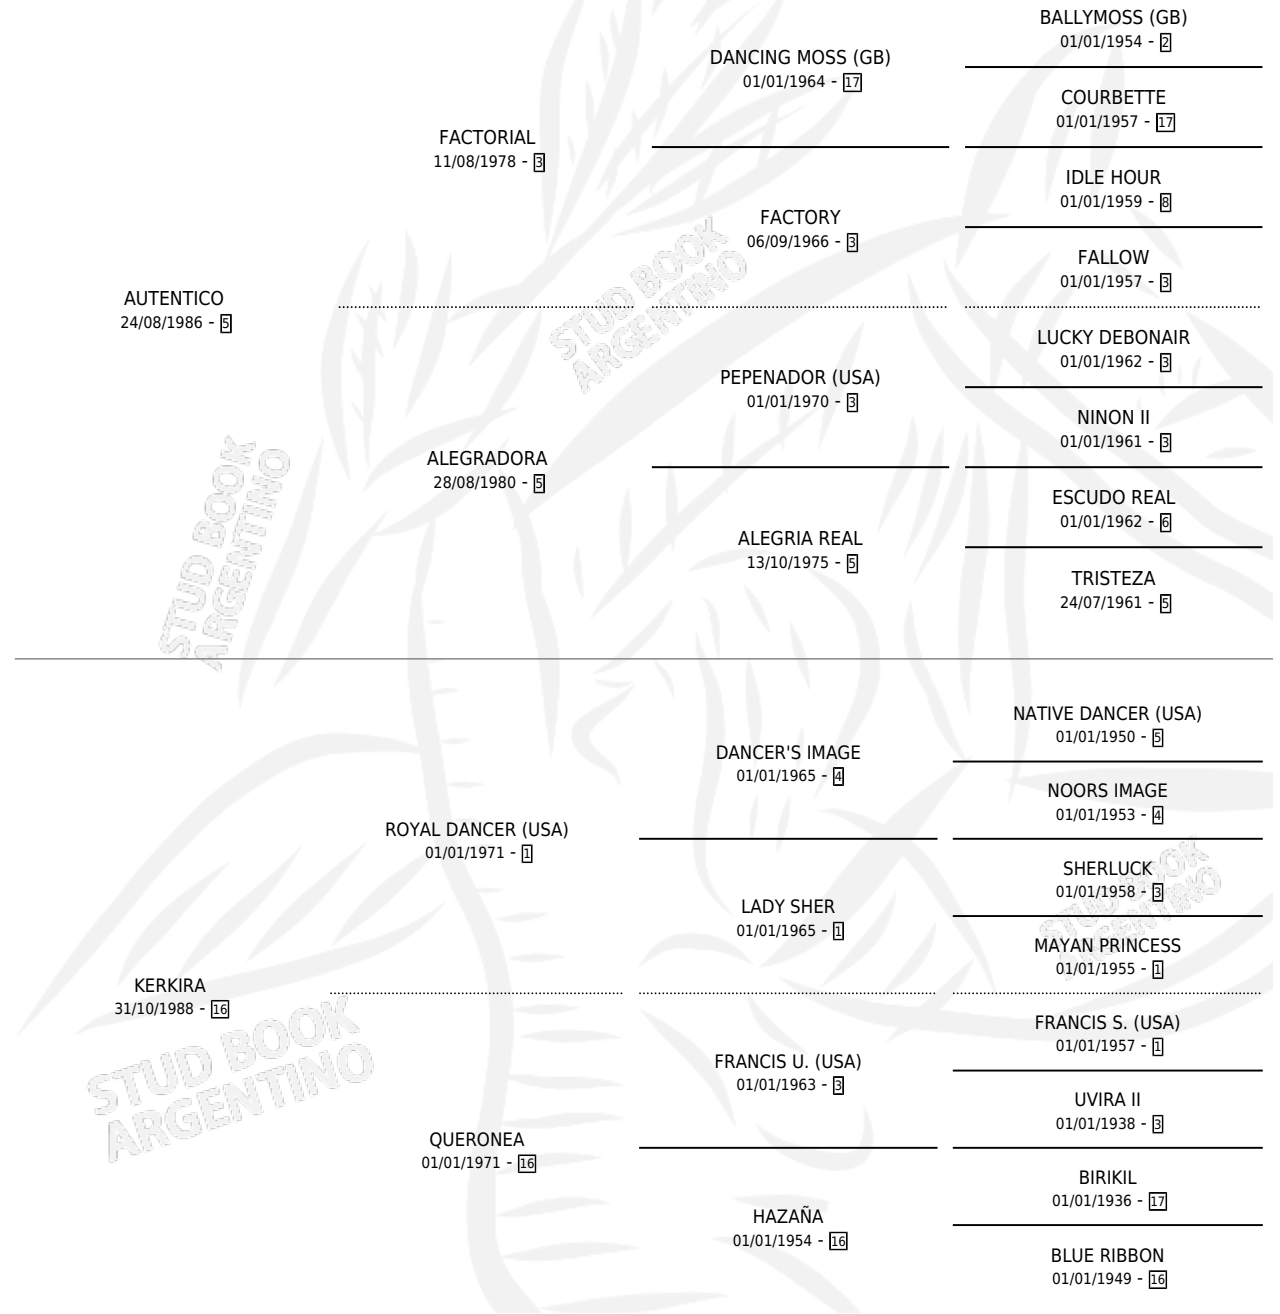 BALLYMOSS (GB)
01/01/1954 - 2
DANCING MOSS (GB)
01/01/1964 - 17
COURBETTE
01/01/1957 - 17
FACTORIAL
11/08/1978 - 3
IDLE HOUR
01/01/1959 - 8
FACTORY
06/09/1966 - 3
FALLOW
01/01/1957 - 3
AUTENTICO
24/08/1986 - 5
LUCKY DEBONAIR
01/01/1962 - 3
PEPENADOR (USA)
01/01/1970 - 3
NINON II
01/01/1961 - 3
ALEGRADORA
28/08/1980 - 5
ESCUDO REAL
01/01/1962 - 6
ALEGRIA REAL
13/10/1975 - 5
TRISTEZA
24/07/1961 - 5
STUD BOOK
ARGENTINO
STUD BOOK
ARGENTINO
NATIVE DANCER (USA)
01/01/1950 - 5
DANCER'S IMAGE
01/01/1965 - 4
NOORS IMAGE
01/01/1953 - 4
ROYAL DANCER (USA)
01/01/1971 - 1
SHERLUCK
01/01/1958 - 3
LADY SHER
01/01/1965 - 1
MAYAN PRINCESS
01/01/1955 - 1
STUD BOOK
ARGENTINO
KERKIRA
31/10/1988 - 16
FRANCIS S. (USA)
01/01/1957 - 1
FRANCIS U. (USA)
01/01/1963 - 3
UVIRA II
01/01/1938 - 3
QUERONEA
01/01/1971 - 16
BIRIKIL
01/01/1936 - 17
HAZAÑA
01/01/1954 - 16
BLUE RIBBON
01/01/1949 - 16
STUD BOOK
ARGENTINO